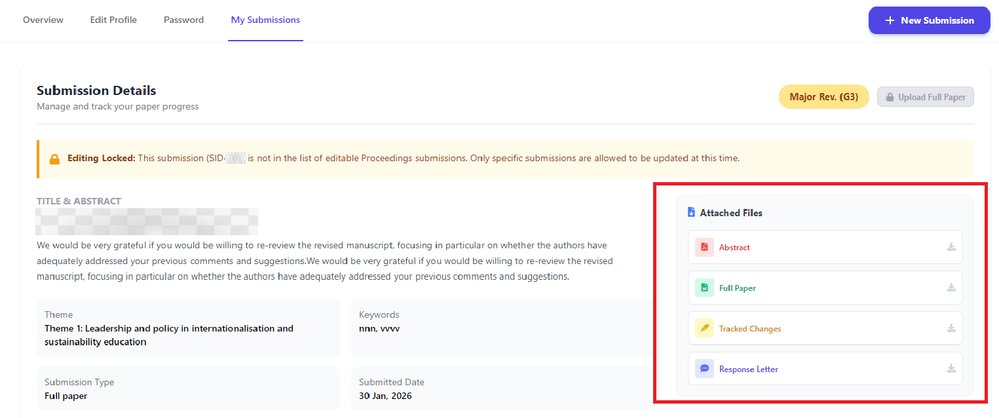 Overview Edit Profile Password My Submissions + New Submission
Submission Details
Manage and track your paper progress
Major Rev. (G3) Upload Full Paper
Editing Locked: This submission (SID- is not in the list of editable Proceedings submissions. Only specific submissions are allowed to be updated at this time.
TITLE & ABSTRACT
We would be very grateful if you would be willing to re-review the revised manuscript, focusing in particular on whether the authors have
adequately addressed your previous comments and suggestions.We would be very grateful if you would be willing to re-review the revised
manuscript, focusing in particular on whether the authors have adequately addressed your previous comments and suggestions.
Theme
Theme 1: Leadership and policy in internationalisation and
sustainability education
Keywords
nnn, vvvv
Submission Type
Full paper
Submitted Date
30 Jan, 2026
Attached Files
Abstract
Full Paper
Tracked Changes
Response Letter